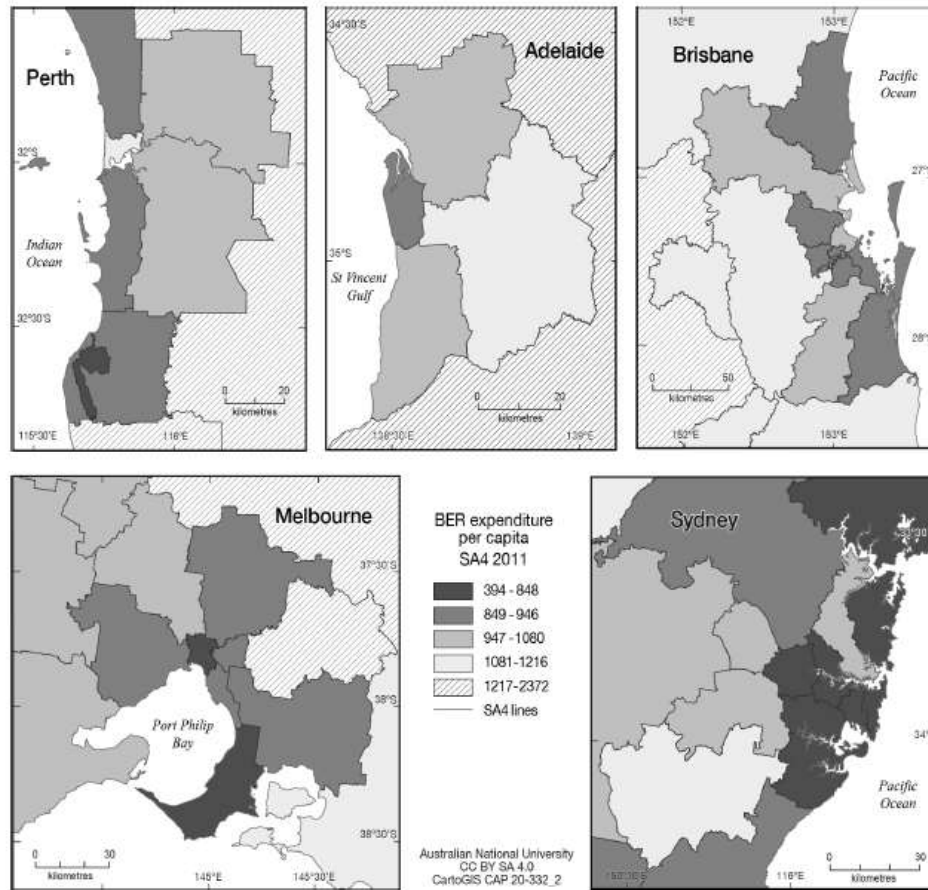 Perth
32°S
Indian
Ocean
32°30'S
0 20
kilometres
115°30'E
116°E
34°30'S
Adelaide
35°S
St Vincent
Gulf
0 20
kilometres
138°30'E
139°E
152°E
153°E
Brisbane
Pacific
Ocean
27°S
28°S
0 50
kilometres
152°E
153°E
Melbourne
37°30'S
38°S
Port Philip
Bay
38°30'S
0 30
kilometres
145°E
145°30'E
BER expenditure
per capita
SA4 2011
394 - 848
849 - 946
947 - 1080
1081 - 1216
1217 - 2372
SA4 lines
Australian National University
CC BY SA 4.0
CartoGIS CAP 20-332_2
Sydney
34°
Pacific
Ocean
116°E
0 30
kilometres